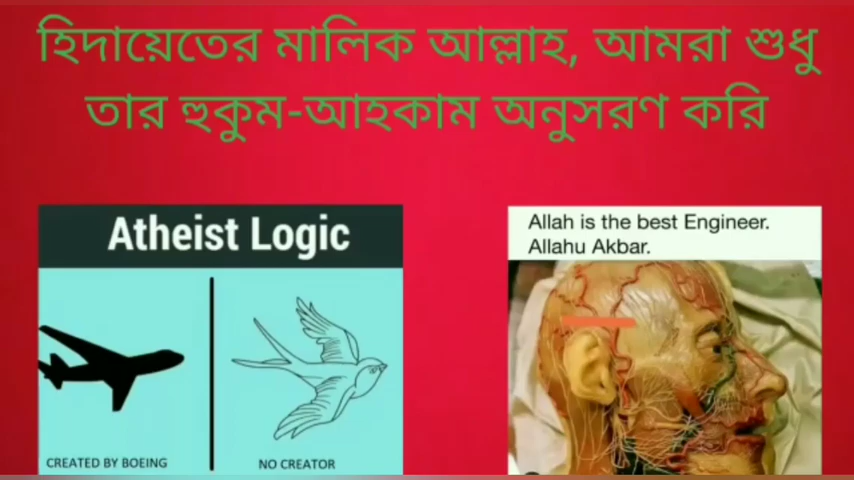 হিদায়েতের মালিক আল্লাহ, আমরা শুধু
তার হুকুম-আহকাম অনুসরণ করি
Atheist Logic
CREATED BY BOEING
NO CREATOR
Allah is the best Engineer.
Allahu Akbar.